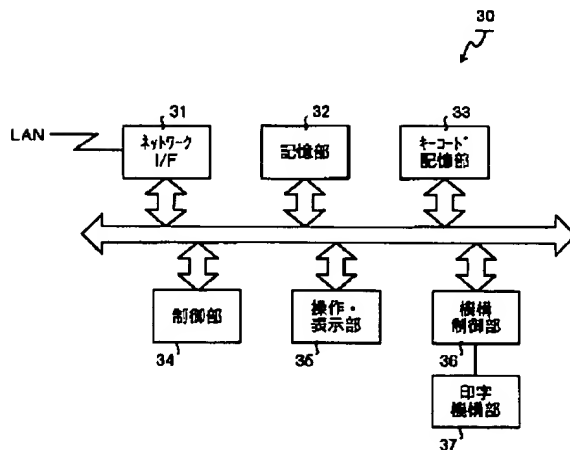 30
31
32
33
LAN
ネットワーク
I/F
記憶部
キーコード
記憶部
制御部
操作・
表示部
機構
制御部
34
35
36
印字
機構部
37